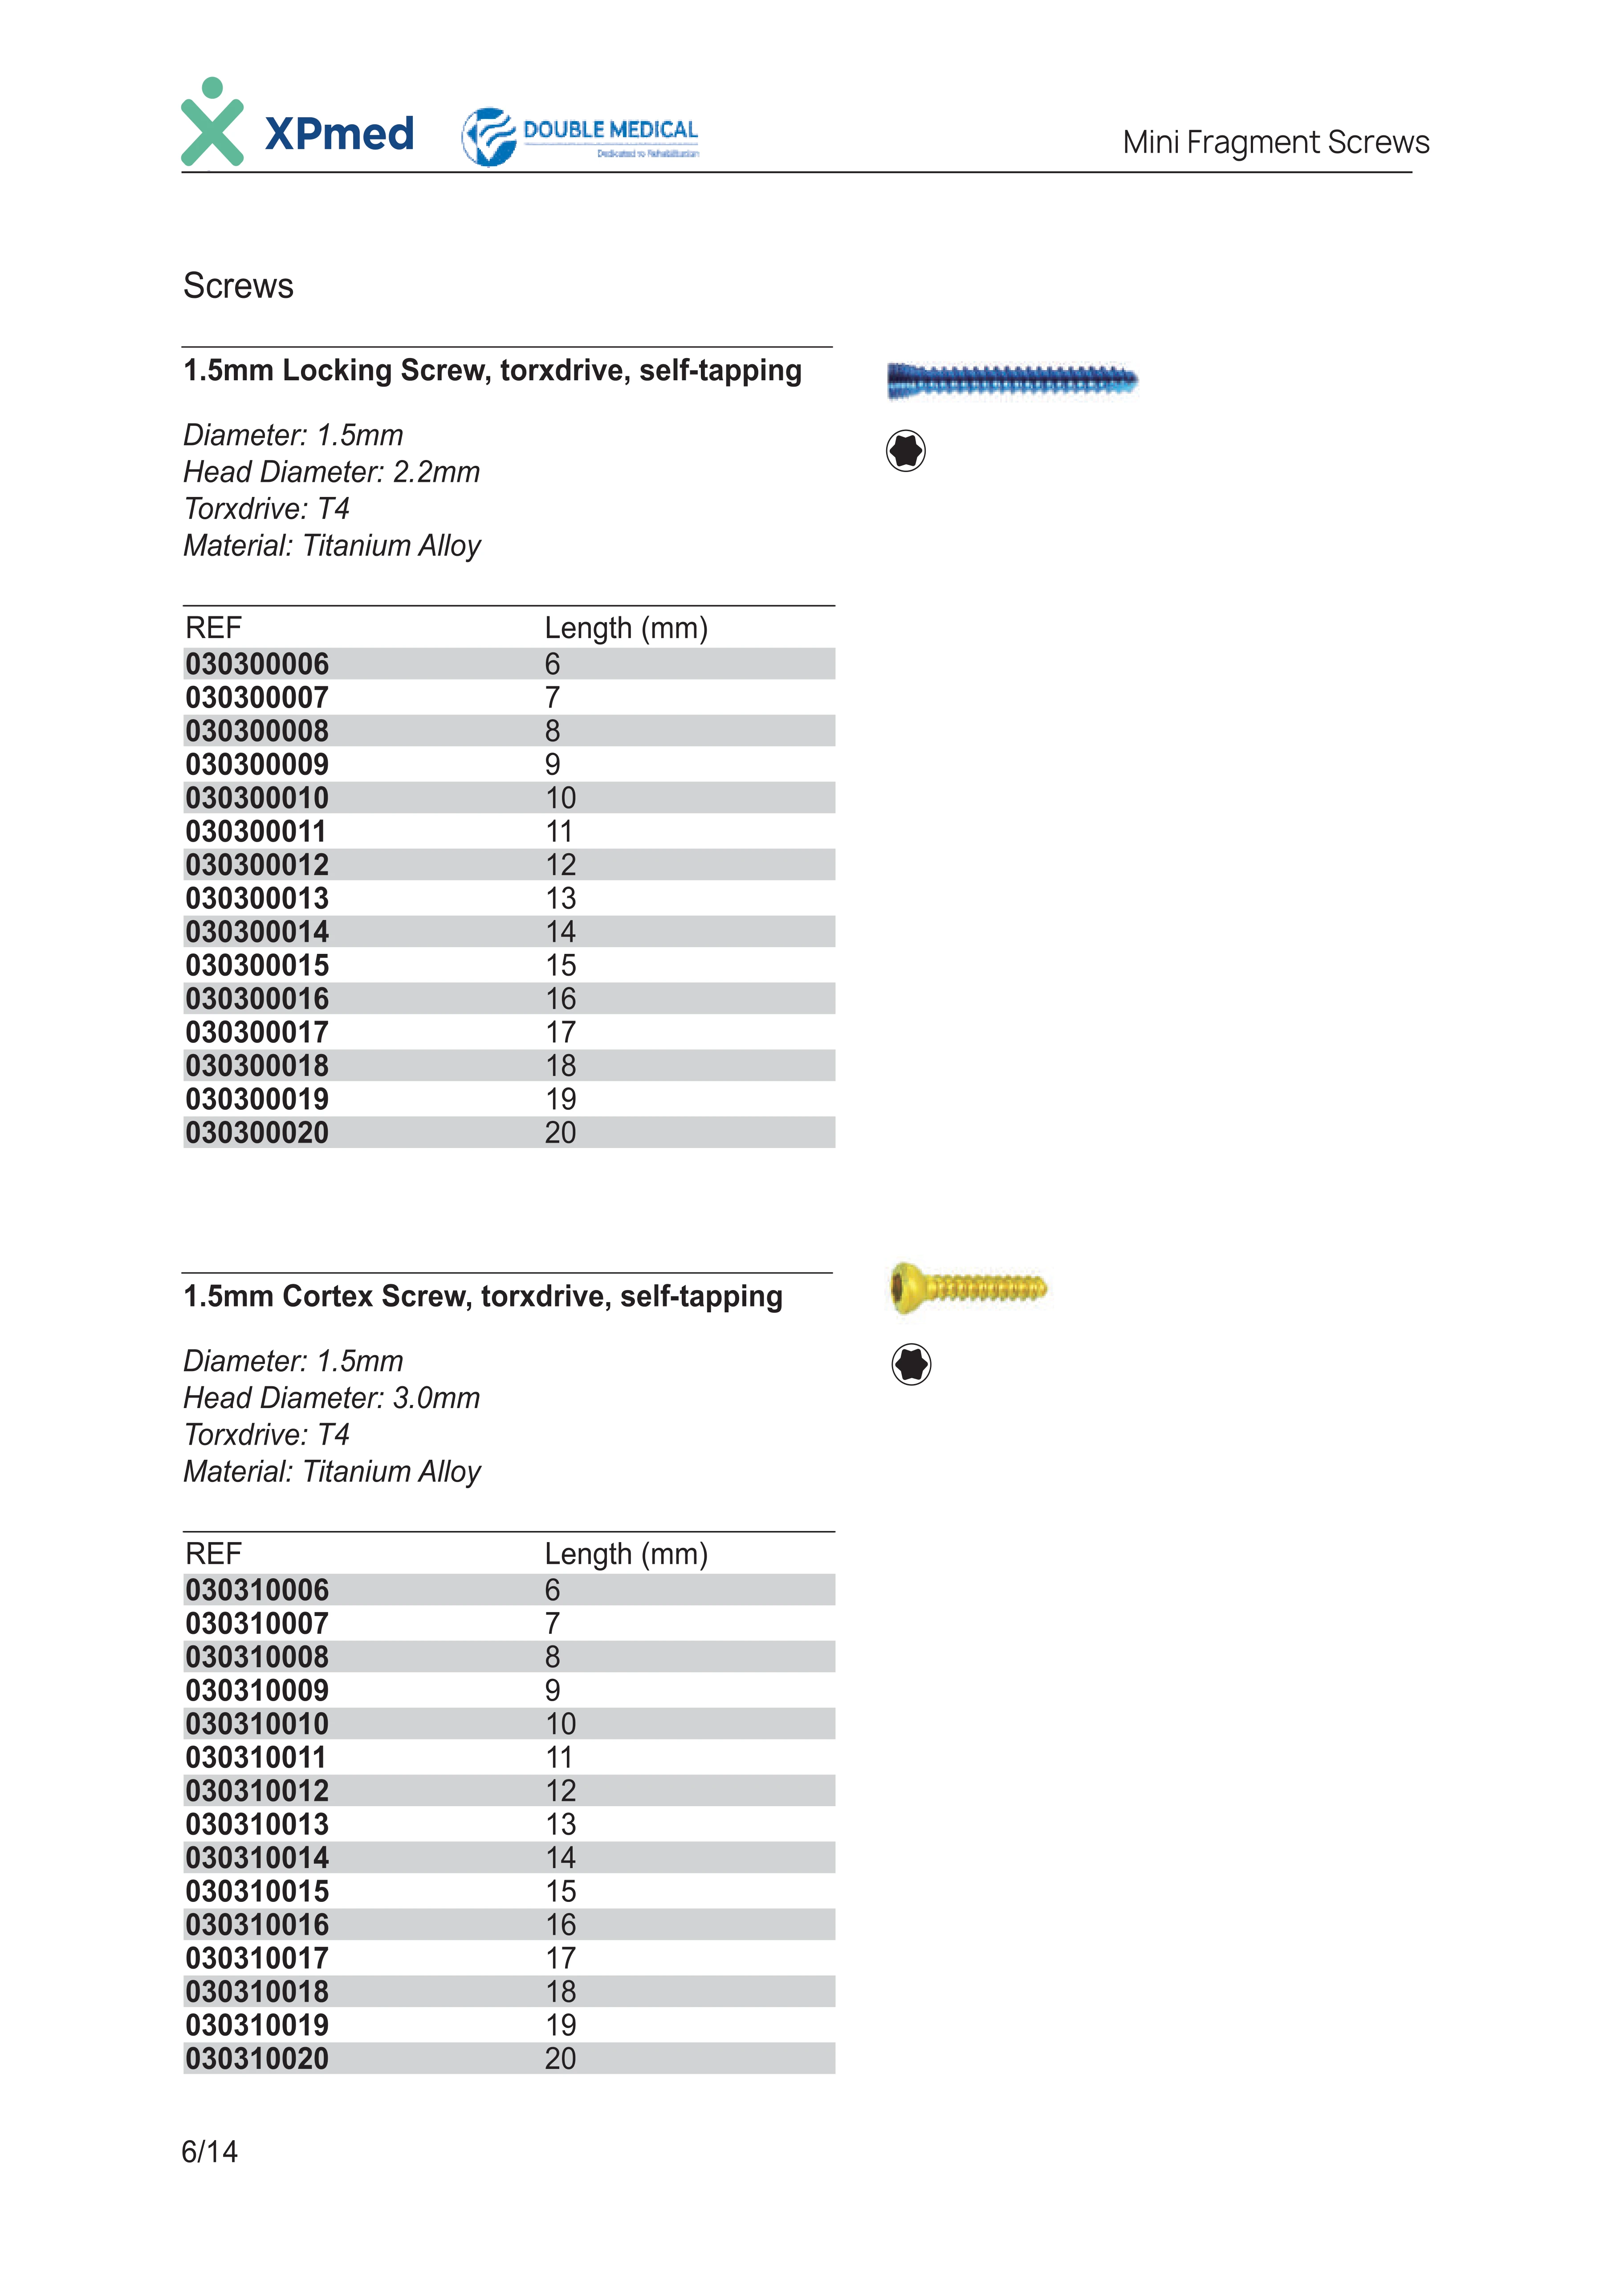 XPmed
DOUBLE MEDICAL
Dedicated to Rehabilitation
Mini Fragment Screws
Screws
1.5mm Locking Screw, torxdrive, self-tapping
Diameter: 1.5mm
Head Diameter: 2.2mm
Torxdrive: T4
Material: Titanium Alloy
REF Length (mm)
030300006 6
030300007 7
030300008 8
030300009 9
030300010 10
030300011 11
030300012 12
030300013 13
030300014 14
030300015 15
030300016 16
030300017 17
030300018 18
030300019 19
030300020 20
1.5mm Cortex Screw, torxdrive, self-tapping
Diameter: 1.5mm
Head Diameter: 3.0mm
Torxdrive: T4
Material: Titanium Alloy
REF Length (mm)
030310006 6
030310007 7
030310008 8
030310009 9
030310010 10
030310011 11
030310012 12
030310013 13
030310014 14
030310015 15
030310016 16
030310017 17
030310018 18
030310019 19
030310020 20
6/14